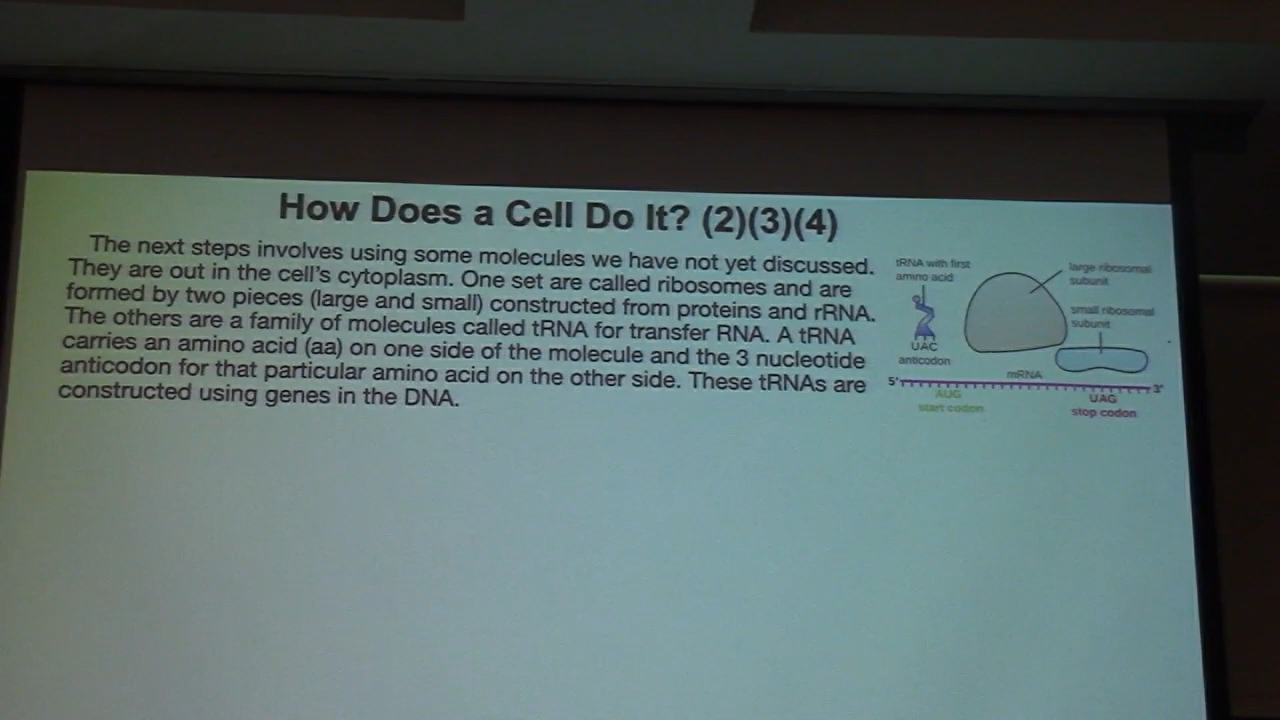 How Does a Cell Do It? (2)(3)(4)
The next steps involves using some molecules we have not yet discussed.
They are out in the cell's cytoplasm. One set are called ribosomes and are
formed by two pieces (large and small) constructed from proteins and rRNA.
The others are a family of molecules called tRNA for transfer RNA. A tRNA
carries an amino acid (aa) on one side of the molecule and the 3 nucleotide
anticodon for that particular amino acid on the other side. These tRNAs are
constructed using genes in the DNA.
tRNA with first
amino acid
large ribosomal
subunit
small ribosomal
subunit
UAC
anticodon
mRNA
5'
3'
AUG
start codon
UAG
stop codon